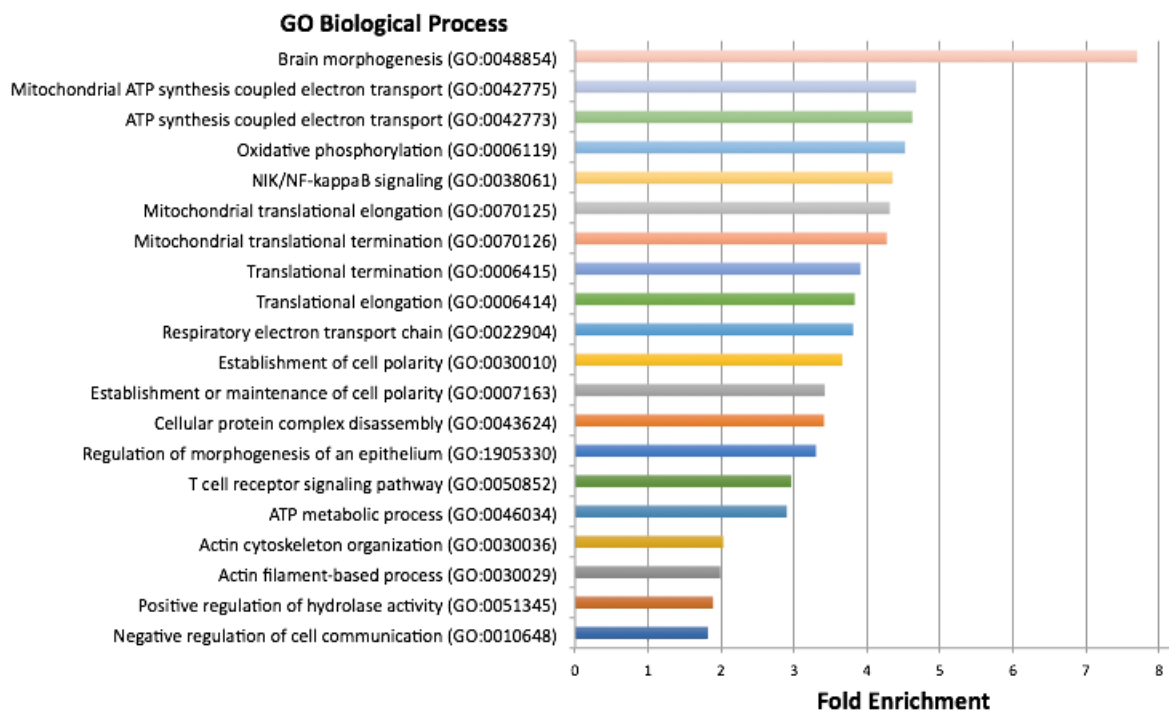 GO Biological Process
Brain morphogenesis (GO:0048854)
Mitochondrial ATP synthesis coupled electron transport (GO:0042775)
ATP synthesis coupled electron transport (GO:0042773)
Oxidative phosphorylation (GO:0006119)
NIK/NF-kappaB signaling (GO:0038061)
Mitochondrial translational elongation (GO:0070125)
Mitochondrial translational termination (GO:0070126)
Translational termination (GO:0006415)
Translational elongation (GO:0006414)
Respiratory electron transport chain (GO:0022904)
Establishment of cell polarity (GO:0030010)
Establishment or maintenance of cell polarity (GO:0007163)
Cellular protein complex disassembly (GO:0043624)
Regulation of morphogenesis of an epithelium (GO:1905330)
T cell receptor signaling pathway (GO:0050852)
ATP metabolic process (GO:0046034)
Actin cytoskeleton organization (GO:0030036)
Actin filament-based process (GO:0030029)
Positive regulation of hydrolase activity (GO:0051345)
Negative regulation of cell communication (GO:0010648)
0 1 2 3 4 5 6 7 8
Fold Enrichment